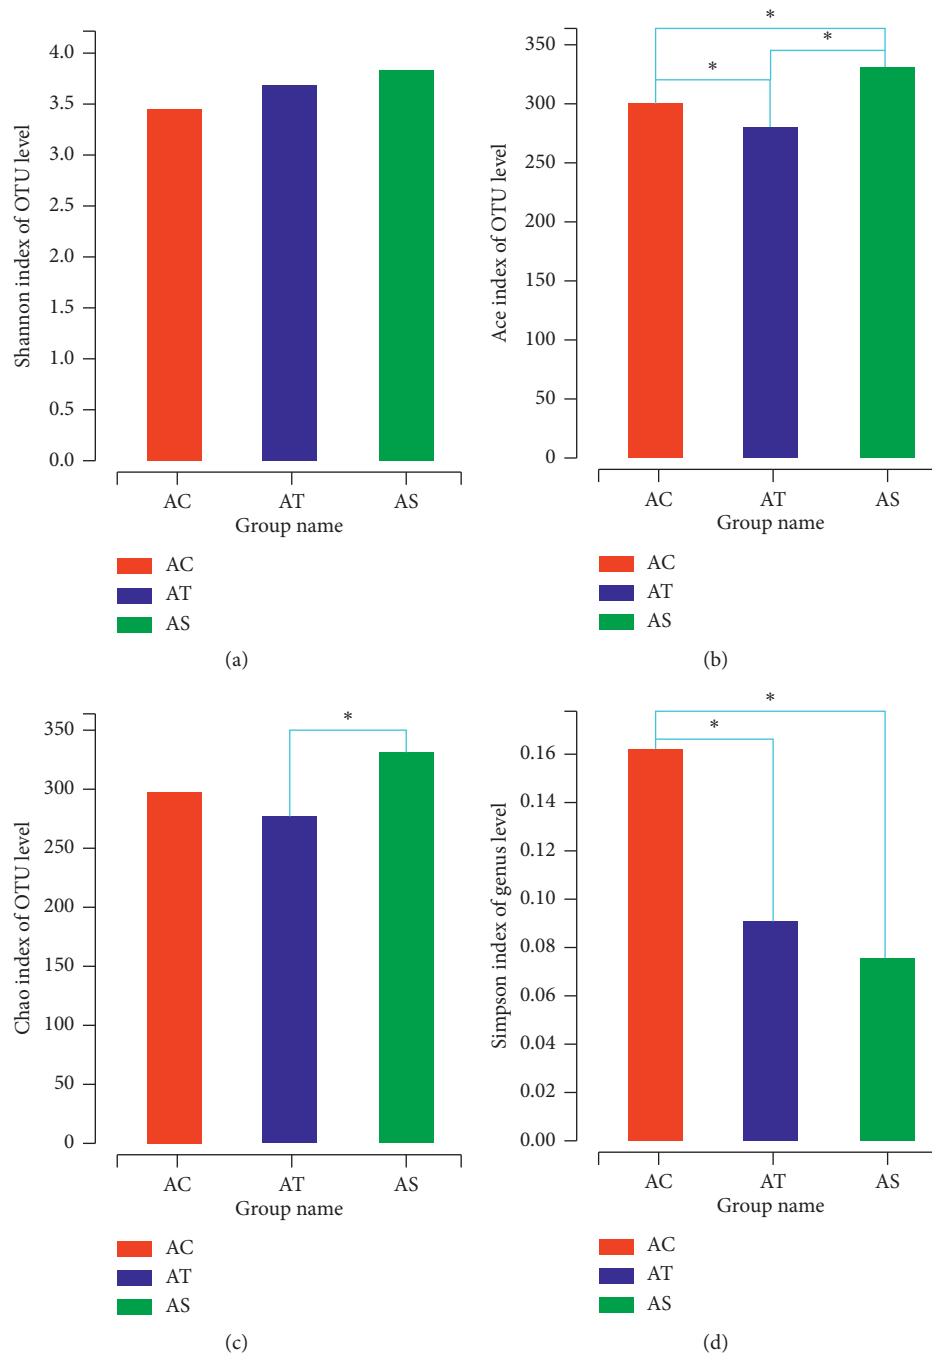 Shannon index of OTU level
4.0
3.5
3.0
2.5
2.0
1.5
1.0
0.5
0.0
AC AT AS
Group name
AC
AT
AS
(a)
Ace index of OTU level
350
300
250
200
150
100
50
0
*
*
*
AC AT AS
Group name
AC
AT
AS
(b)
Chao index of OTU level
350
300
250
200
150
100
50
0
*
AC AT AS
Group name
AC
AT
AS
(c)
Simpson index of genus level
0.16
0.14
0.12
0.10
0.08
0.06
0.04
0.02
0.00
*
*
AC AT AS
Group name
AC
AT
AS
(d)